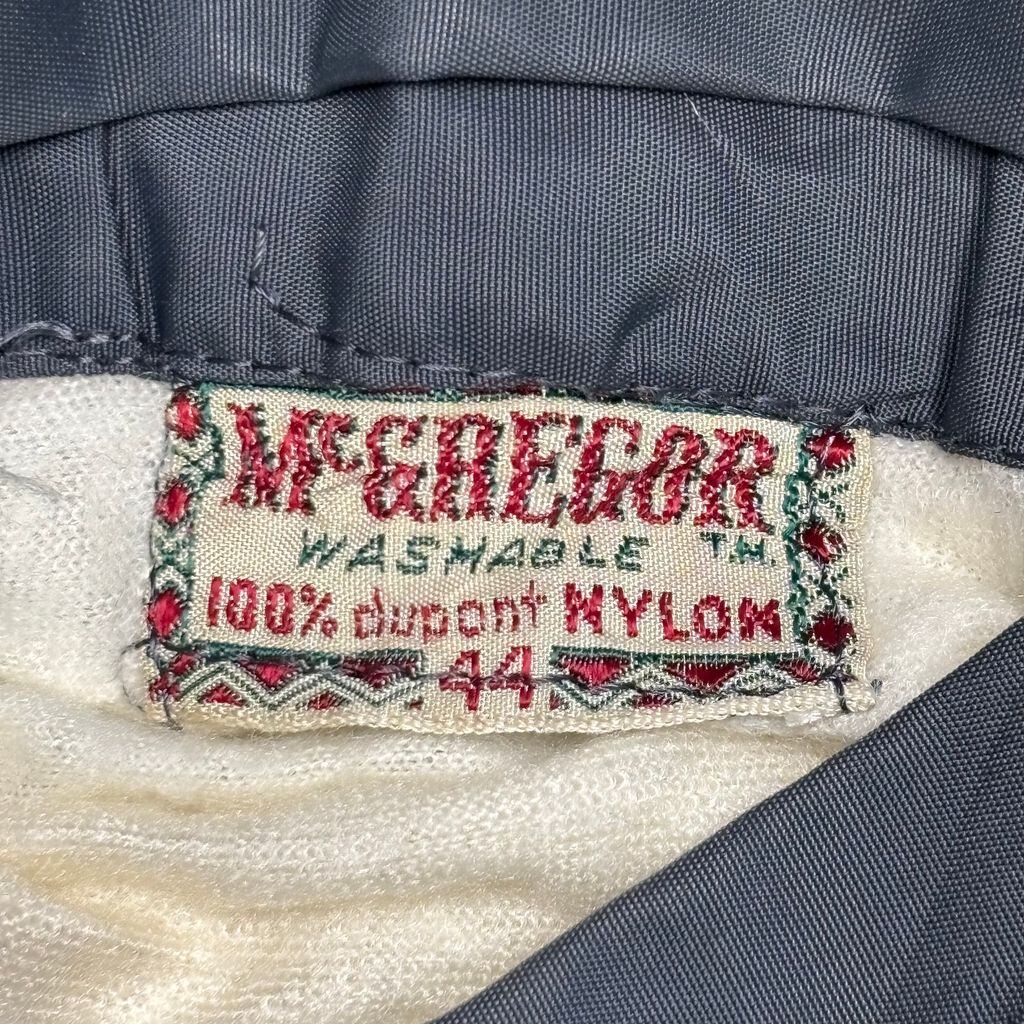 McGREGOR
WASHABLE T.M.
100% dupont NYLON
44